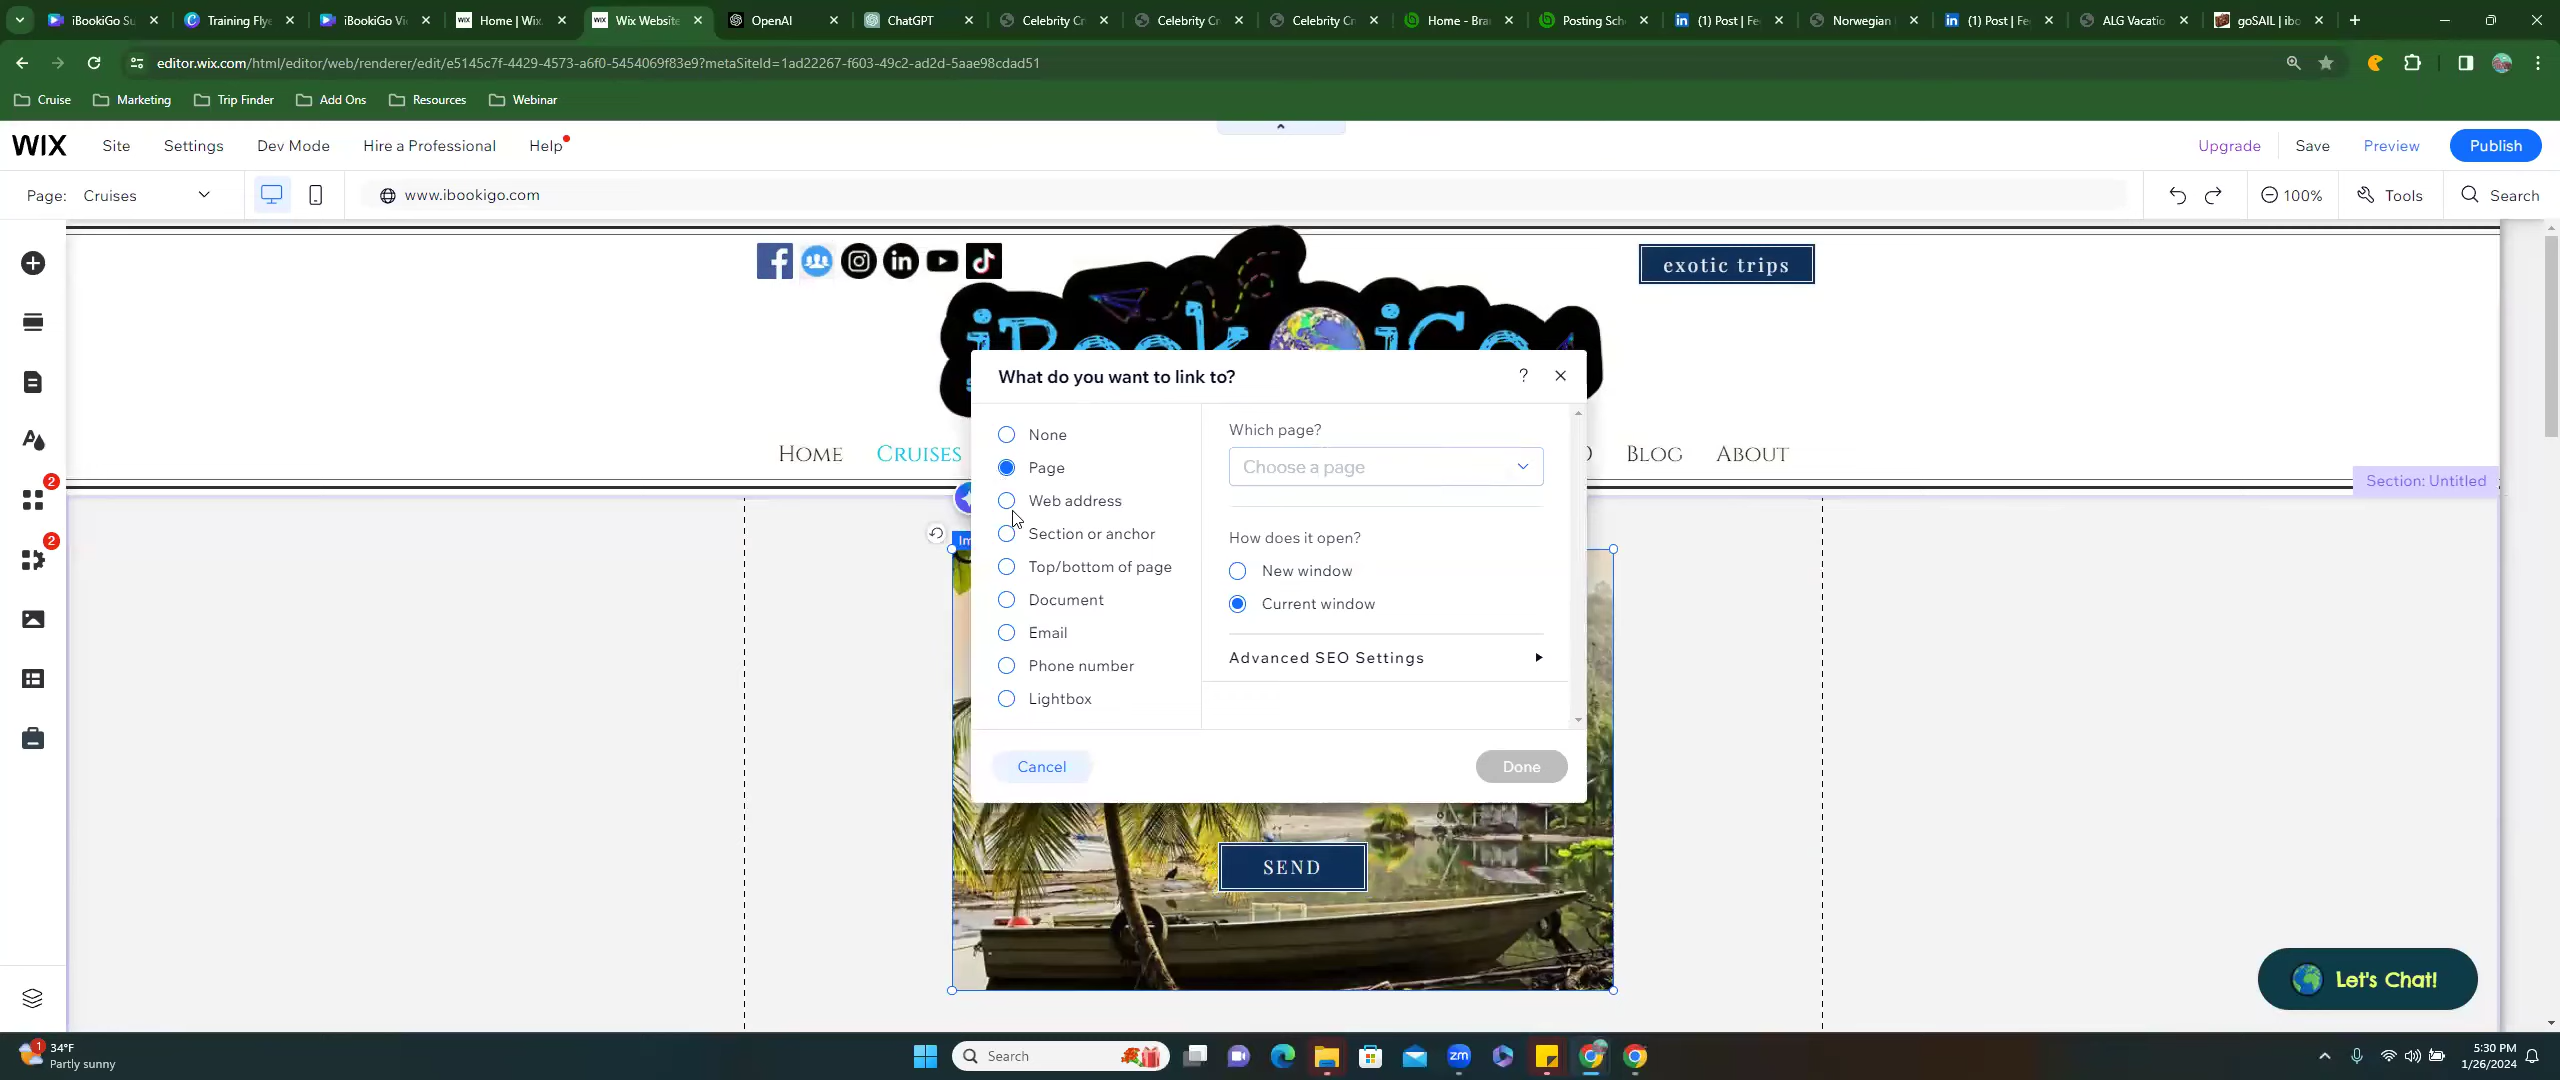 iBookiGo Su
Training Flye
iBookiGo Vi
Home | Wix.
Wix Website
OpenAI
ChatGPT
Celebrity Cr
Celebrity Cr
Celebrity Cr
Home - Bra
Posting Sch
(1) Post | Fe
Norwegian
(1) Post | Fe
ALG Vacatio
goSAIL | ibo
editor.wix.com/html/editor/web/renderer/edit/e5145c7f-4429-4573-a6f0-5454069f83e9?metaSiteId=1ad22267-f603-49c2-ad2d-5aae98cdad51
Cruise
Marketing
Trip Finder
Add Ons
Resources
Webinar
WIX
Site
Settings
Dev Mode
Hire a Professional
Help
Upgrade
Save
Preview
Publish
Page: Cruises
www.ibookigo.com
100%
Tools
Search
exotic trips
iBook iGo
What do you want to link to?
?
None
Page
Web address
Section or anchor
Top/bottom of page
Document
Email
Phone number
Lightbox
Which page?
Choose a page
How does it open?
New window
Current window
Advanced SEO Settings
Cancel
Done
Home
Cruises
Blog
About
Section: Untitled
2
2
SEND
Let's Chat!
1
34°F
Partly sunny
Search
zm
5:30 PM
1/26/2024